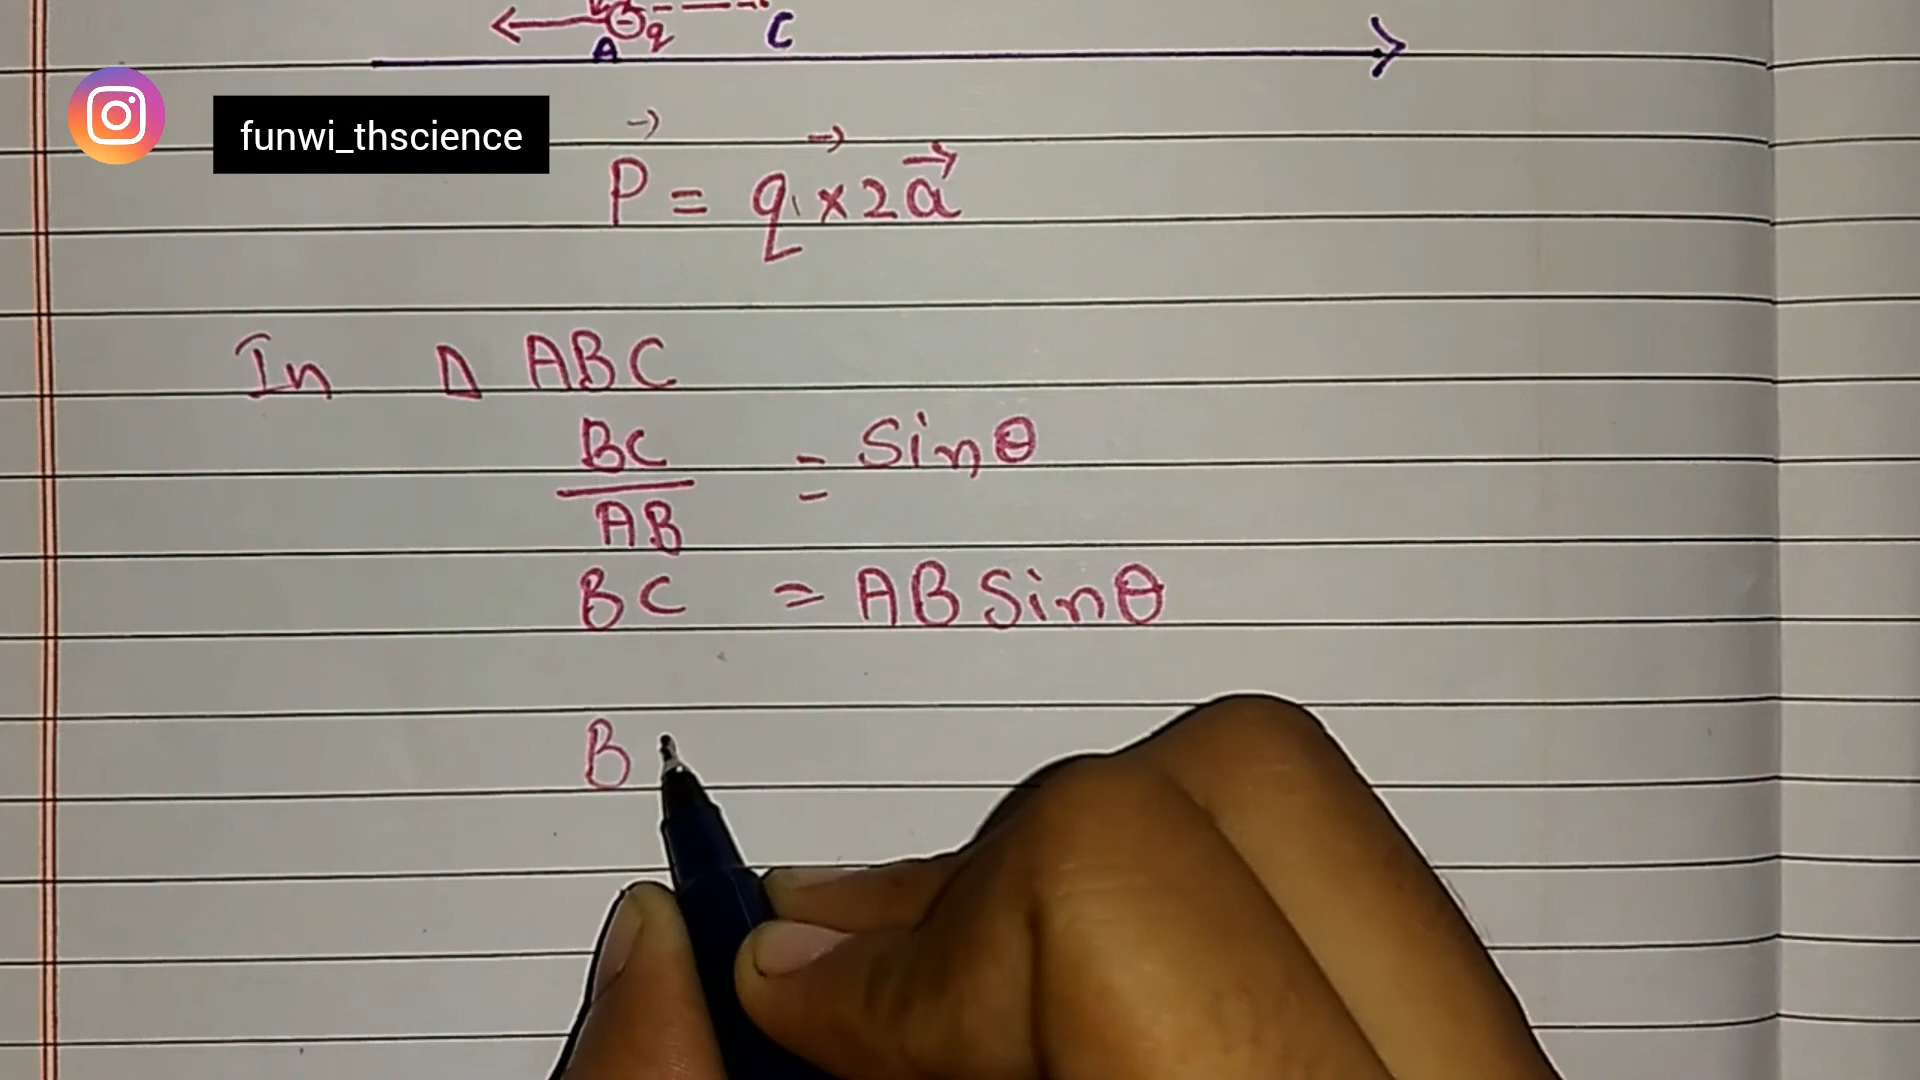 q
A
C
funwi_thscience
P = q × 2a
In Δ ABC
BC/AB = Sinθ
BC = AB Sinθ
B